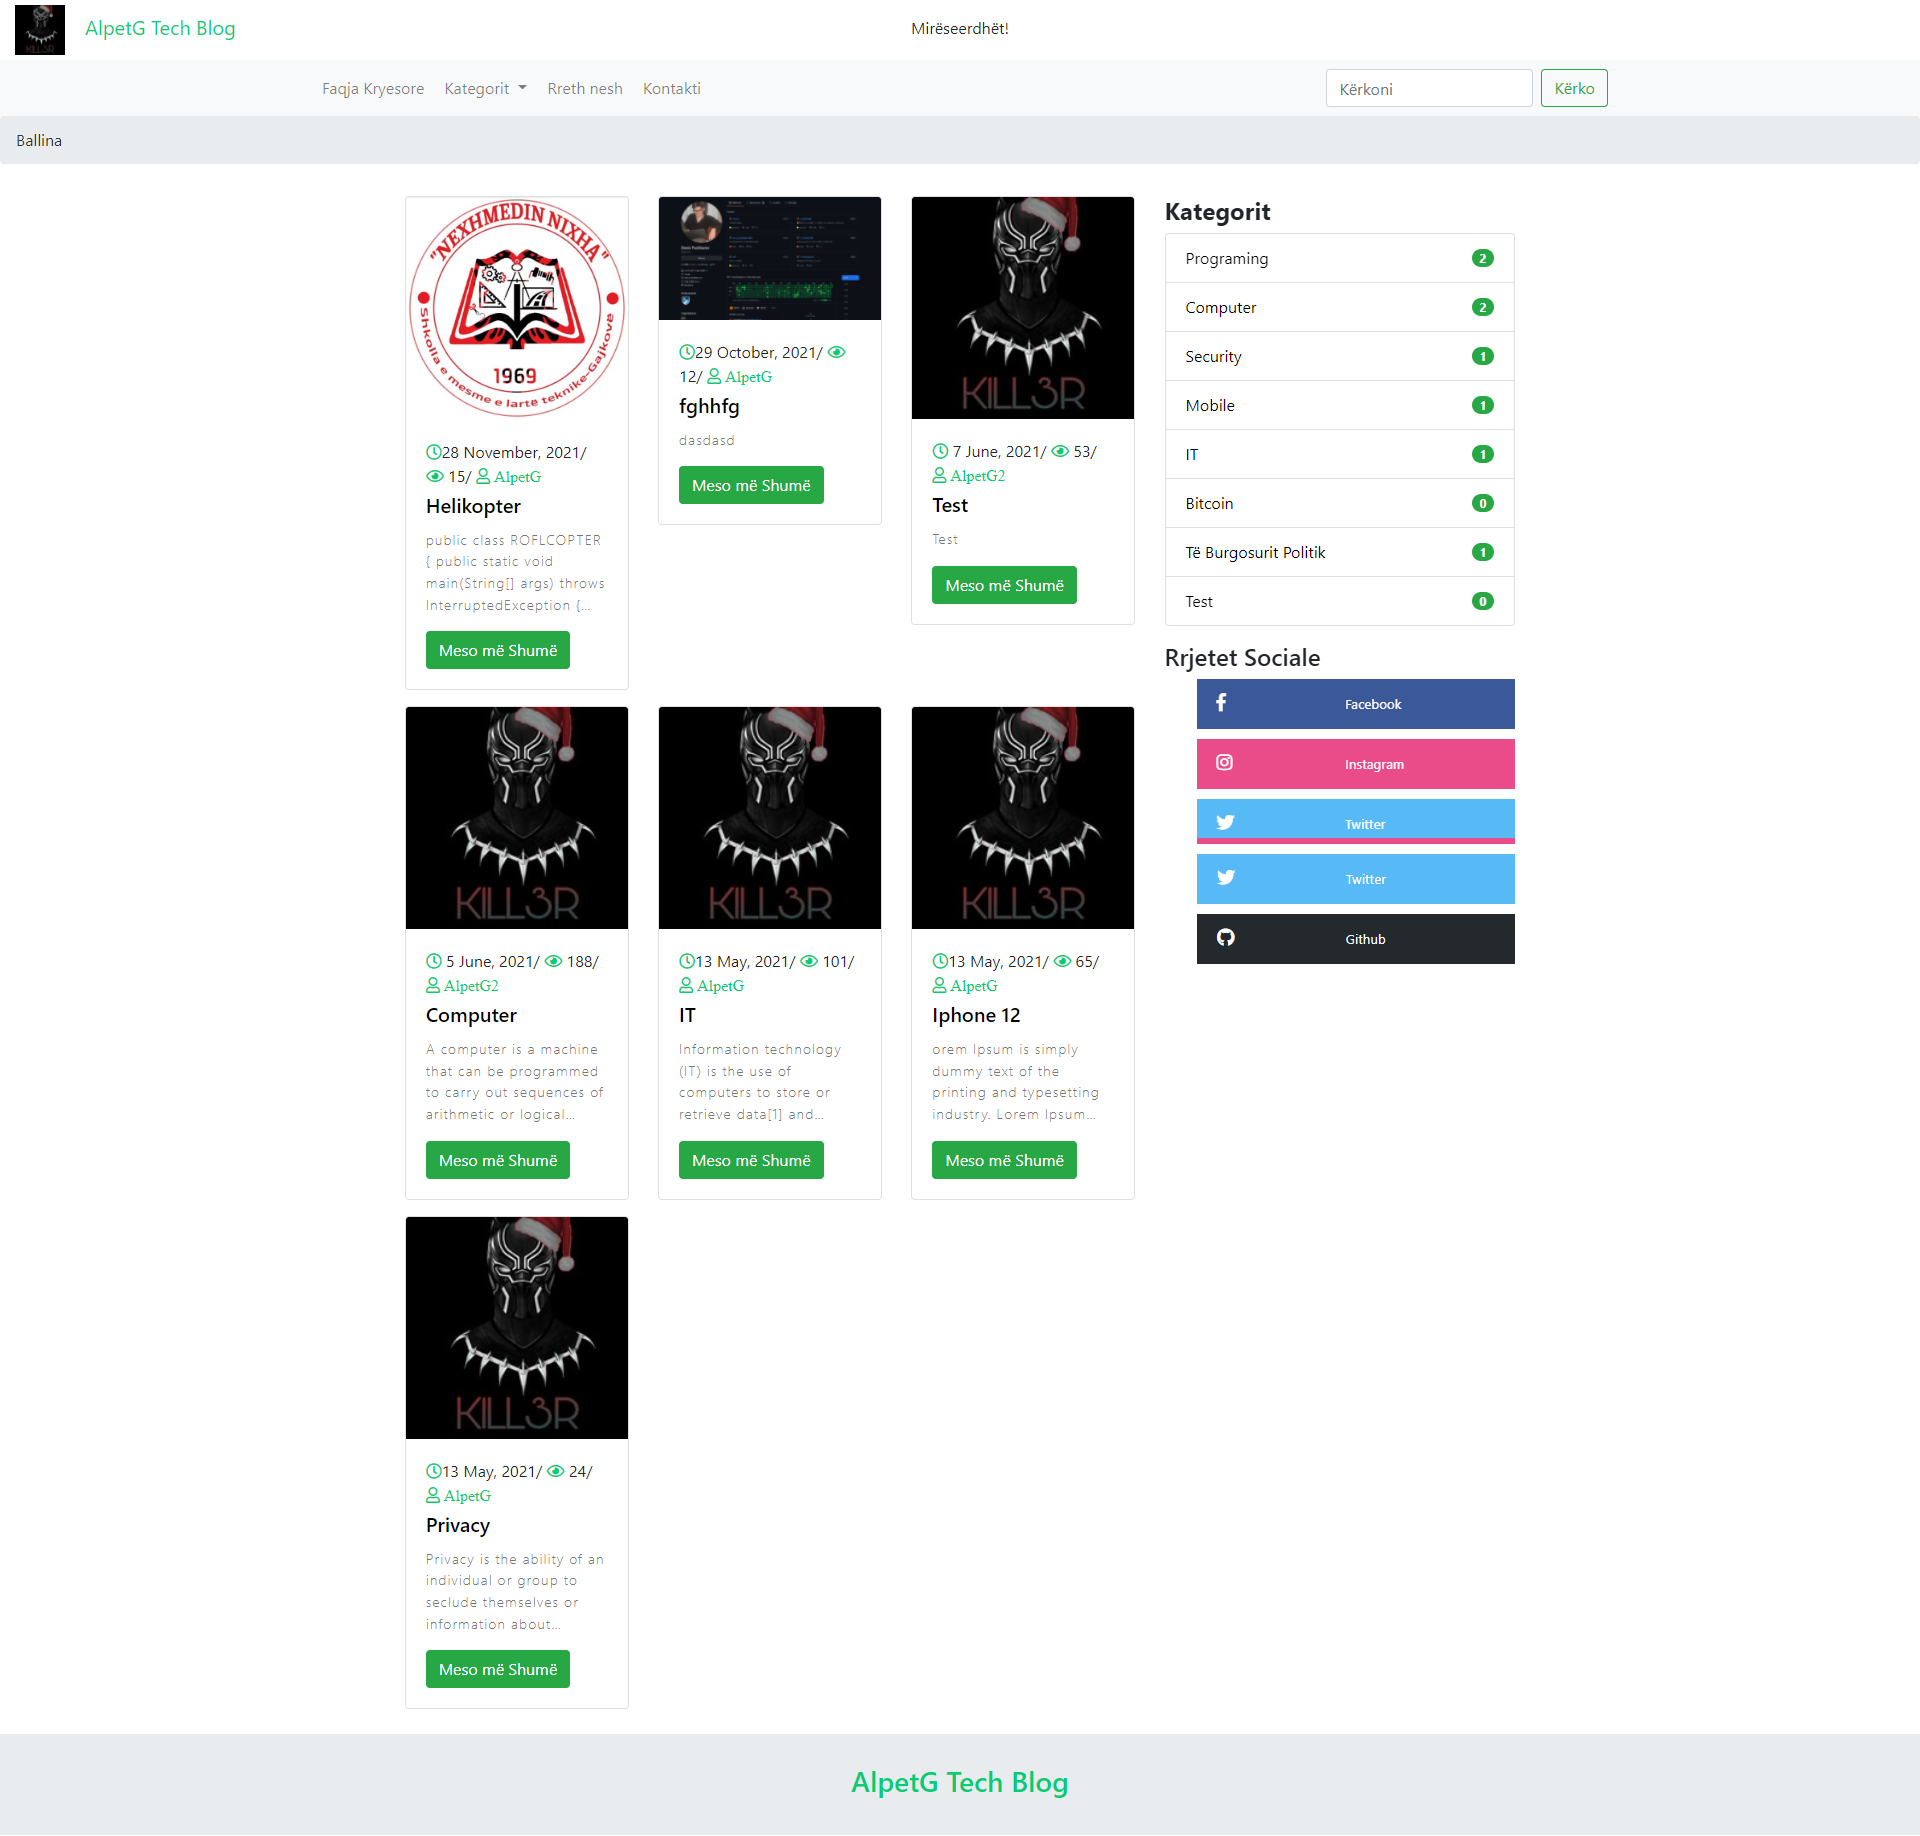 AlpetG Tech Blog
Mirëseerdhët!
Faqja Kryesore
Kategorit
Rreth nesh
Kontakti
Kërkoni
Kërko
Ballina
"NEXHMEDIN NIXHA"
Shkolla e mesme e lartë teknike-Gajkove
1969
28 November, 2021/
15/ AlpetG
Helikopter
public class ROFLCOPTER
{ public static void
main(String[] args) throws
InterruptedException {...
Meso më Shumë
29 October, 2021/
12/ AlpetG
fghhfg
dasdasd
Meso më Shumë
KILL3R
7 June, 2021/ 53/
AlpetG2
Test
Test
Meso më Shumë
KILL3R
5 June, 2021/ 188/
AlpetG2
Computer
A computer is a machine
that can be programmed
to carry out sequences of
arithmetic or logical...
Meso më Shumë
KILL3R
13 May, 2021/ 101/
AlpetG
IT
Information technology
(IT) is the use of
computers to store or
retrieve data[1] and...
Meso më Shumë
KILL3R
13 May, 2021/ 65/
AlpetG
Iphone 12
orem Ipsum is simply
dummy text of the
printing and typesetting
industry. Lorem Ipsum...
Meso më Shumë
KILL3R
13 May, 2021/ 24/
AlpetG
Privacy
Privacy is the ability of an
individual or group to
seclude themselves or
information about...
Meso më Shumë
Kategorit
Programing 2
Computer 2
Security 1
Mobile 1
IT 1
Bitcoin 0
Të Burgosurit Politik 1
Test 0
Rrjetet Sociale
Facebook
Instagram
Twitter
Twitter
Github
AlpetG Tech Blog